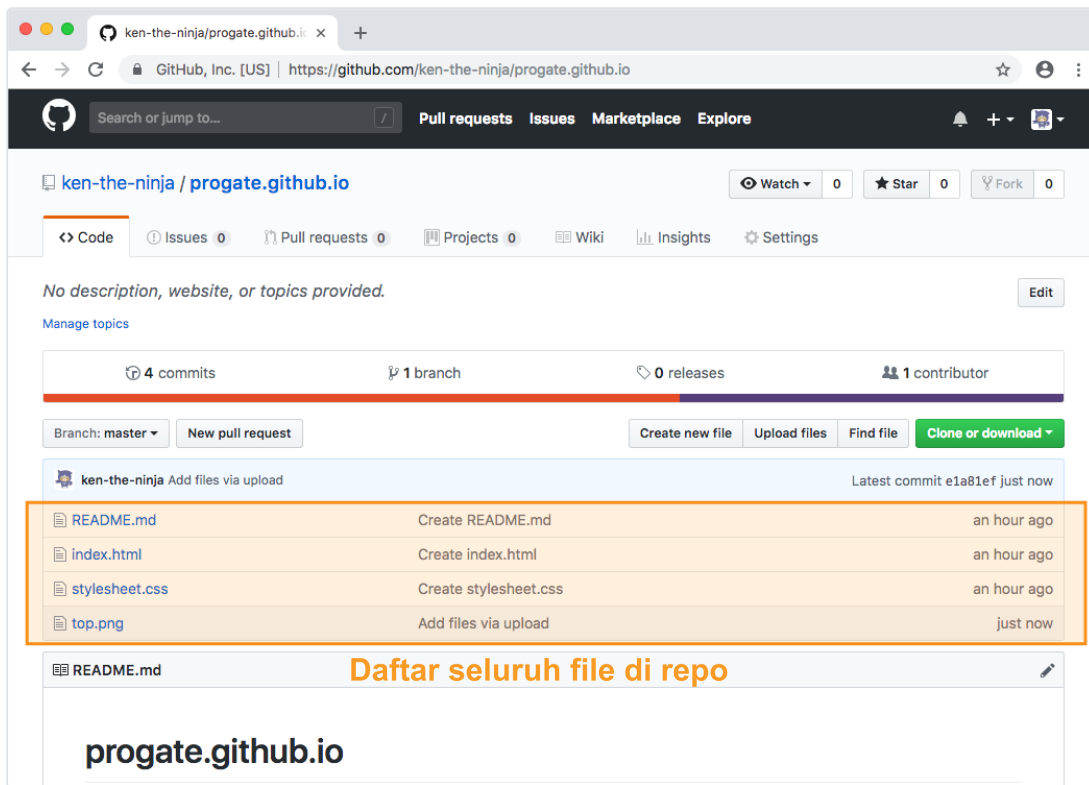 ken-the-ninja/progate.github.i
GitHub, Inc. [US] | https://github.com/ken-the-ninja/progate.github.io
Search or jump to... / Pull requests Issues Marketplace Explore
ken-the-ninja / progate.github.io Watch 0 Star 0 Fork 0
Code Issues 0 Pull requests 0 Projects 0 Wiki Insights Settings
No description, website, or topics provided. Edit
Manage topics
4 commits 1 branch 0 releases 1 contributor
Branch: master New pull request Create new file Upload files Find file Clone or download
ken-the-ninja Add files via upload Latest commit e1a81ef just now
README.md Create README.md an hour ago
index.html Create index.html an hour ago
stylesheet.css Create stylesheet.css an hour ago
top.png Add files via upload just now
README.md Daftar seluruh file di repo
progate.github.io